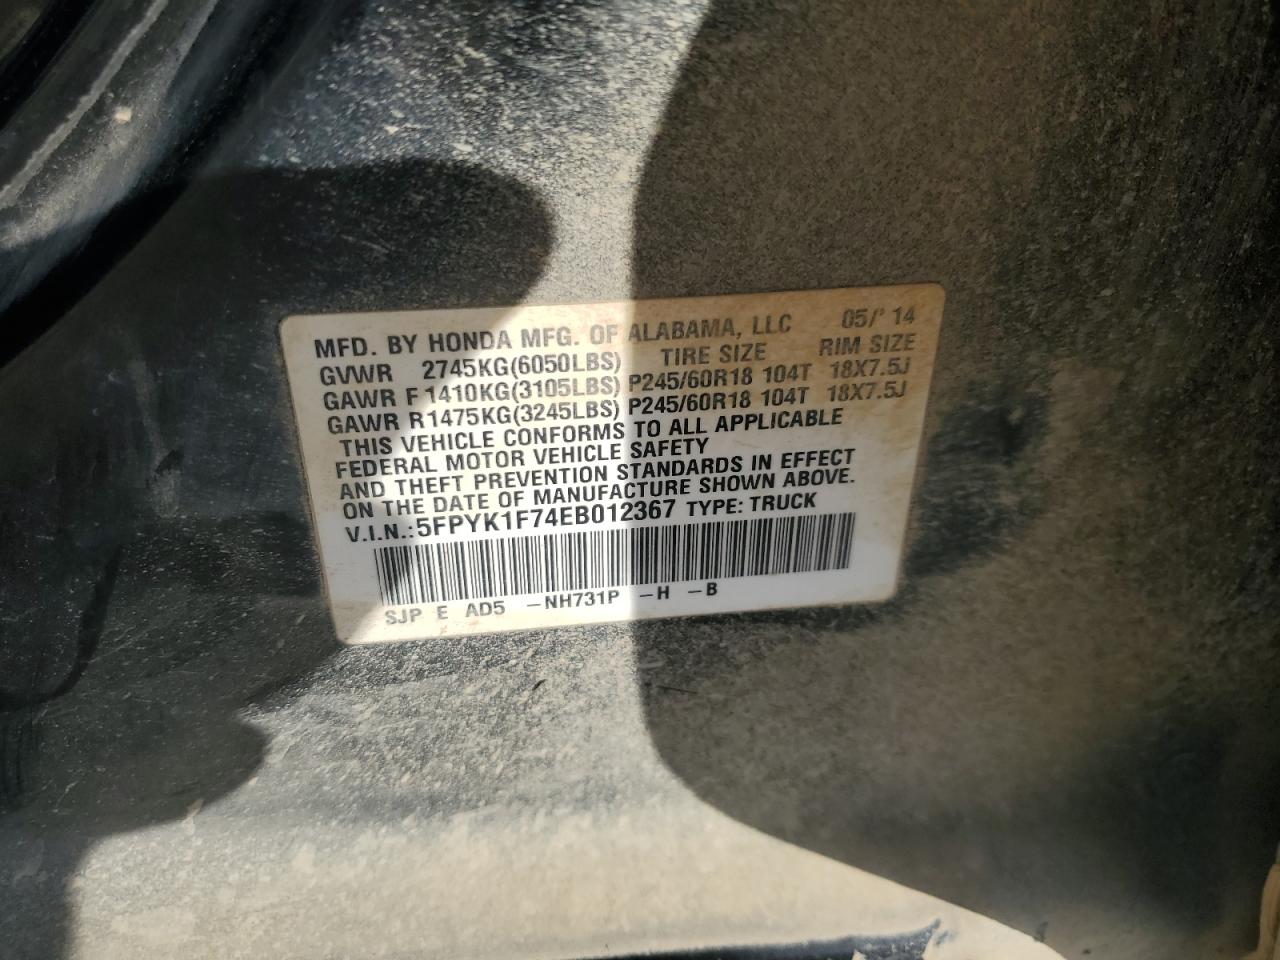 MFD. BY HONDA MFG. OF ALABAMA, LLC 05/' 14
GVWR 2745KG(6050LBS) TIRE SIZE RIM SIZE
GAWR F 1410KG(3105LBS) P245/60R18 104T 18X7.5J
GAWR R 1475KG(3245LBS) P245/60R18 104T 18X7.5J
THIS VEHICLE CONFORMS TO ALL APPLICABLE
FEDERAL MOTOR VEHICLE SAFETY
AND THEFT PREVENTION STANDARDS IN EFFECT
ON THE DATE OF MANUFACTURE SHOWN ABOVE.
V.I.N.:5FPYK1F74EB012367 TYPE: TRUCK
SJP E AD5 -NH731P -H -B